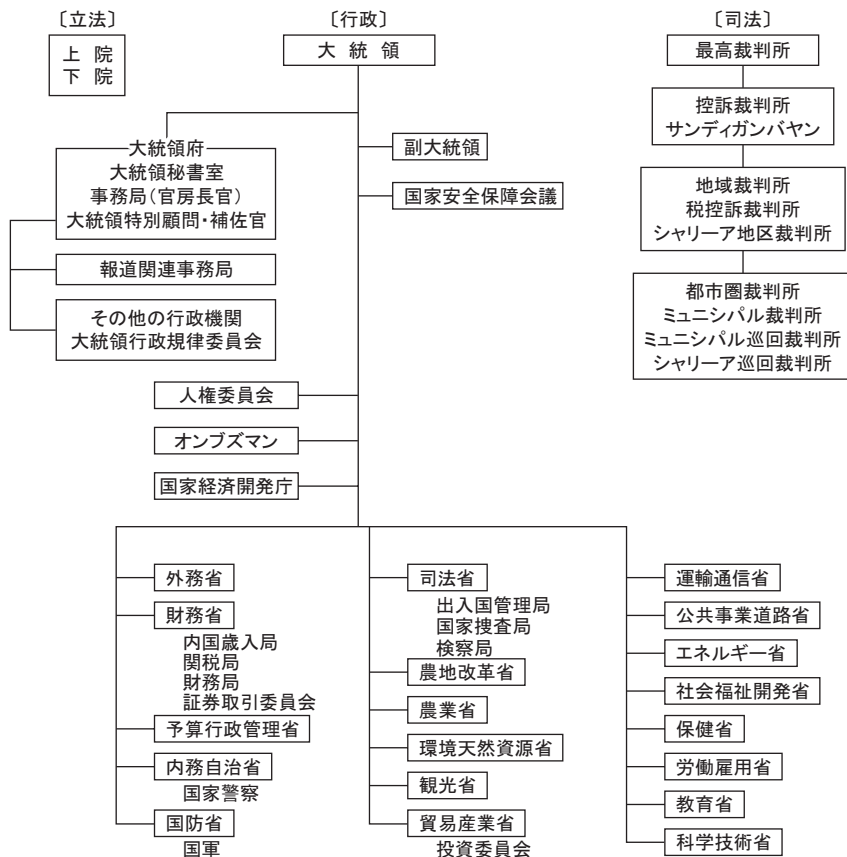 〔立法〕
上院
下院
〔行政〕
大統領
大統領府
大統領秘書室
事務局(官房長官)
大統領特別顧問・補佐官
報道関連事務局
その他の行政機関
大統領行政規律委員会
副大統領
国家安全保障会議
人権委員会
オンブズマン
国家経済開発庁
〔司法〕
最高裁判所
控訴裁判所
サンディガンバヤン
地域裁判所
税控訴裁判所
シャリーア地区裁判所
都市圏裁判所
ミュニシパル裁判所
ミュニシパル巡回裁判所
シャリーア巡回裁判所
外務省
財務省
内国歳入局
関税局
財務局
証券取引委員会
予算行政管理省
内務自治省
国家警察
国防省
国軍
司法省
出入国管理局
国家捜査局
検察局
農地改革省
農業省
環境天然資源省
観光省
貿易産業省
投資委員会
運輸通信省
公共事業道路省
エネルギー省
社会福祉開発省
保健省
労働雇用省
教育省
科学技術省